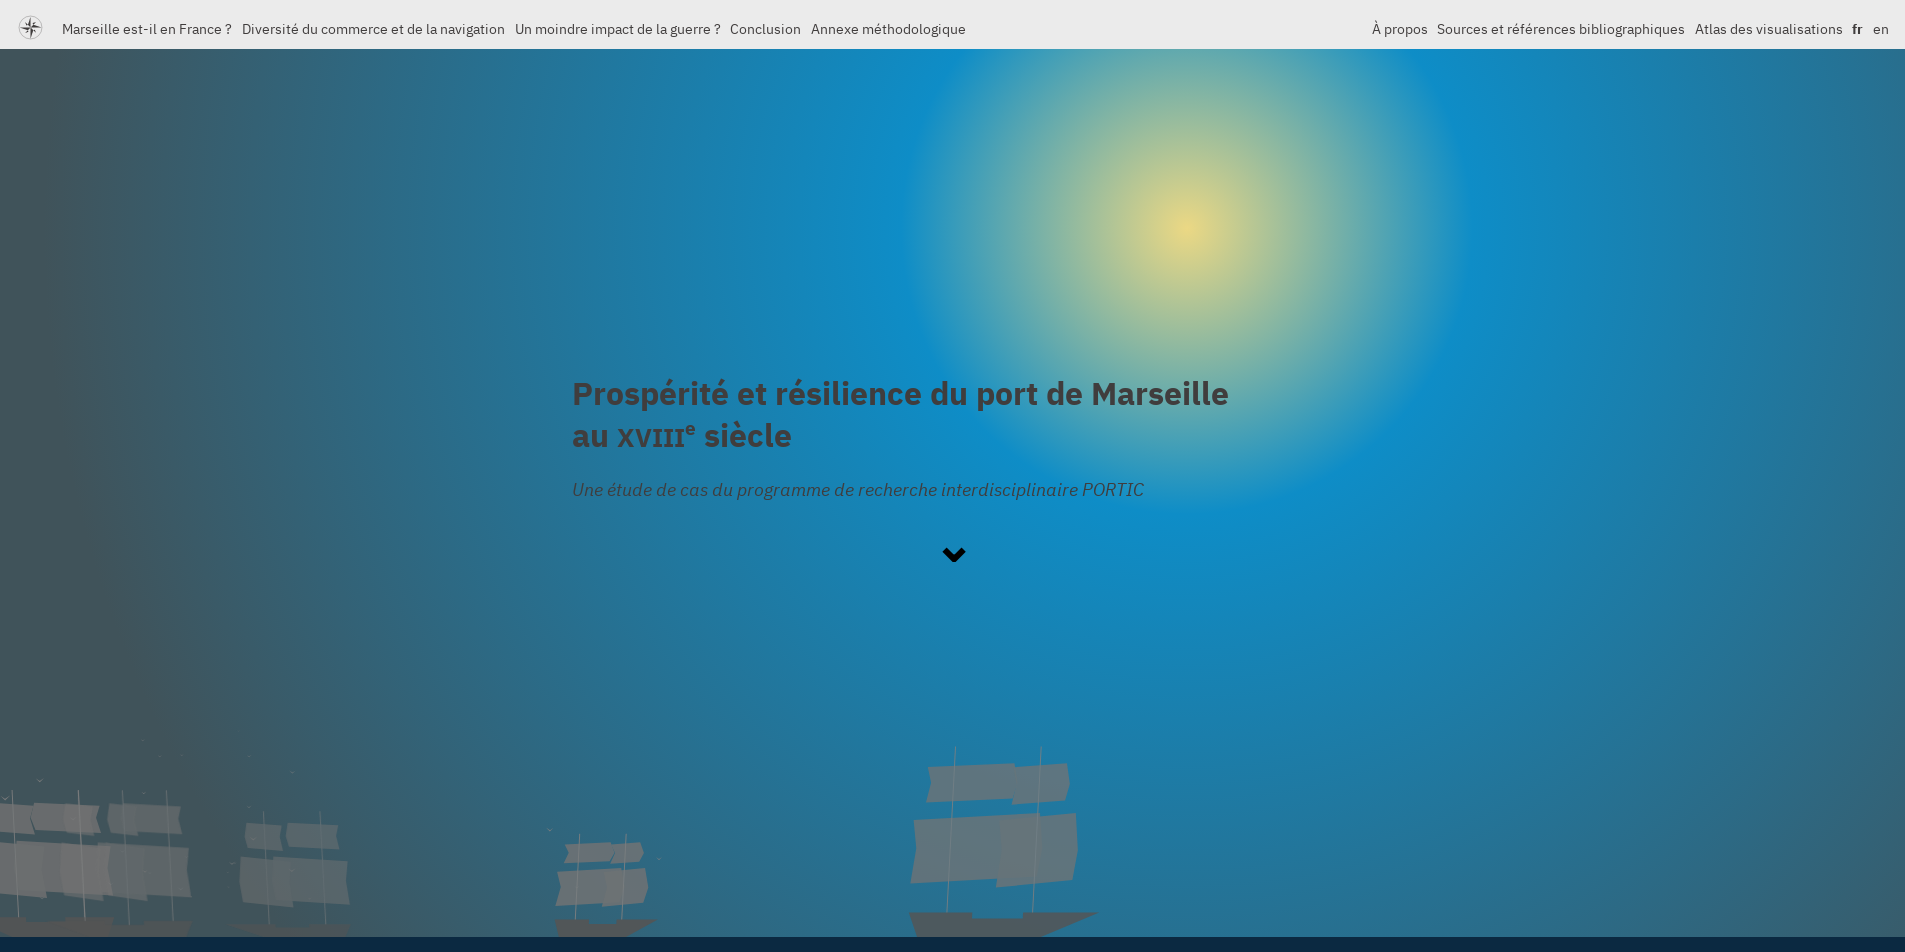 Marseille est-il en France ? Diversité du commerce et de la navigation Un moindre impact de la guerre ? Conclusion Annexe méthodologique À propos Sources et références bibliographiques Atlas des visualisations fr en
Prospérité et résilience du port de Marseille
au XVIIIe siècle
Une étude de cas du programme de recherche interdisciplinaire PORTIC